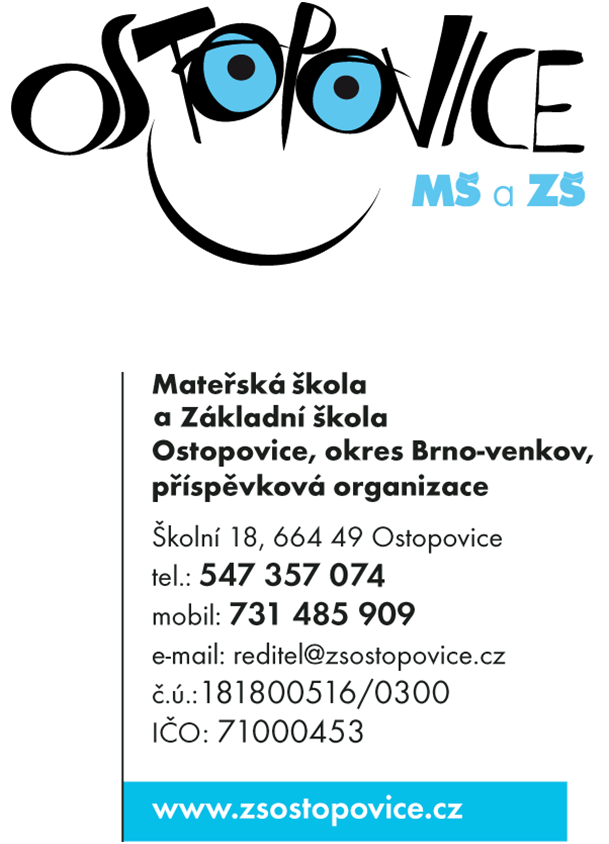 OSTOPOVICE
MŠ a ZŠ
Mateřská škola
a Základní škola
Ostopovice, okres Brno-venkov,
příspěvková organizace
Školní 18, 664 49 Ostopovice
tel.: 547 357 074
mobil: 731 485 909
e-mail: reditel@zsostopovice.cz
č.ú.:181800516/0300
IČO: 71000453
www.zsostopovice.cz